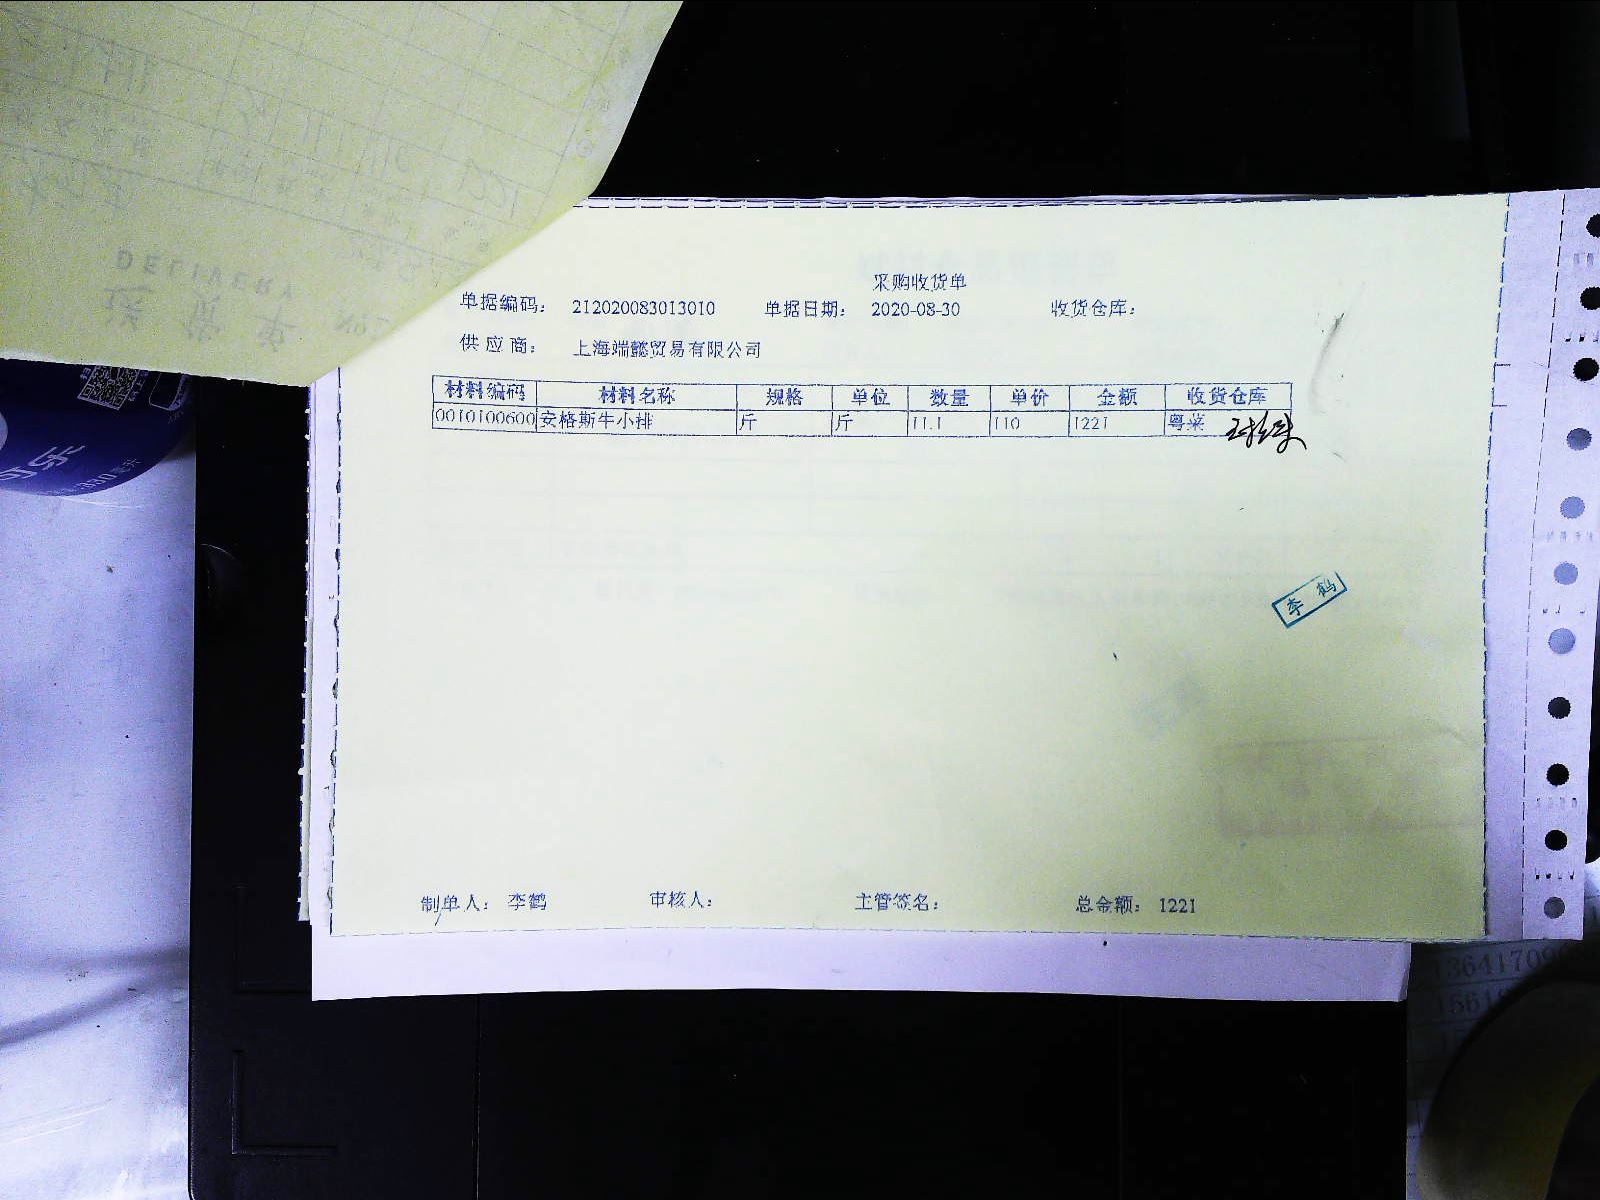 DELIVERY
采购收货单
单据编码： 212020083013010 单据日期： 2020-08-30 收货仓库：
供应商： 上海端懿贸易有限公司
材料编码 材料名称 规格 单位 数量 单价 金额 收货仓库
0010100600 安格斯牛小排 斤 斤 11.1 110 1221 粤菜
李鹤
制单人： 李鹤 审核人： 主管签名： 总金额： 1221
可乐